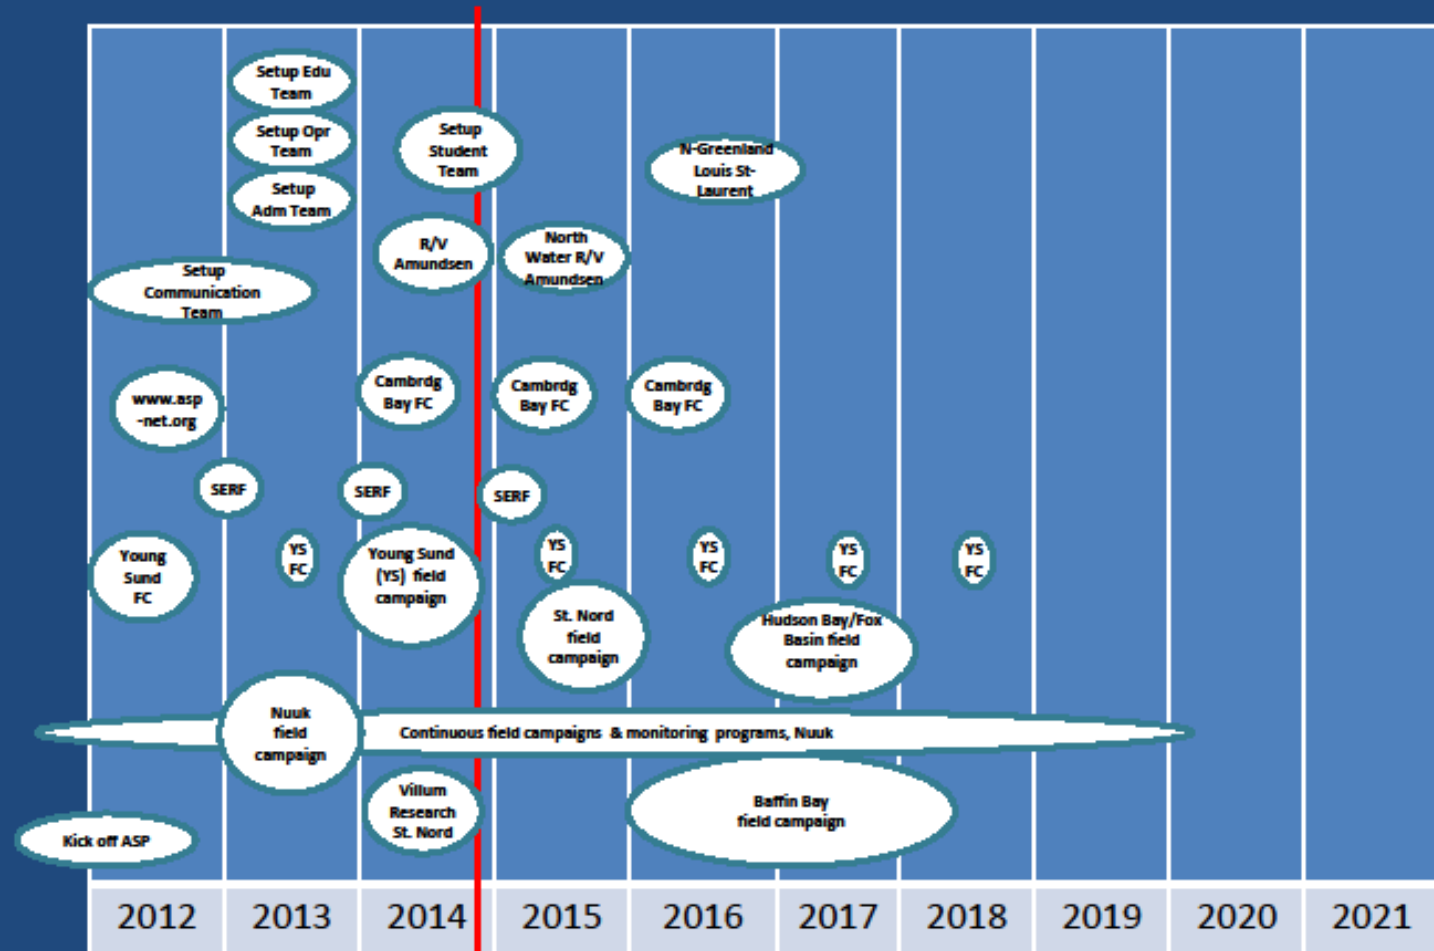 Setup Edu
Team
Setup Opr
Team
Setup
Adm Team
Setup
Student
Team
N-Greenland
Louis St-
Laurent
R/V
Amundsen
North
Water R/V
Amundsen
Setup
Communication
Team
www.asp
-net.org
Cambrdg
Bay FC
Cambrdg
Bay FC
Cambrdg
Bay FC
SERF
SERF
SERF
Young
Sund
FC
YS
FC
Young Sund
(YS) field
campaign
YS
FC
YS
FC
YS
FC
YS
FC
St. Nord
field
campaign
Hudson Bay/Fox
Basin field
campaign
Nuuk
field
campaign
Continuous field campaigns & monitoring programs, Nuuk
Kick off ASP
Villum
Research
St. Nord
Baffin Bay
field campaign
2012 2013 2014 2015 2016 2017 2018 2019 2020 2021